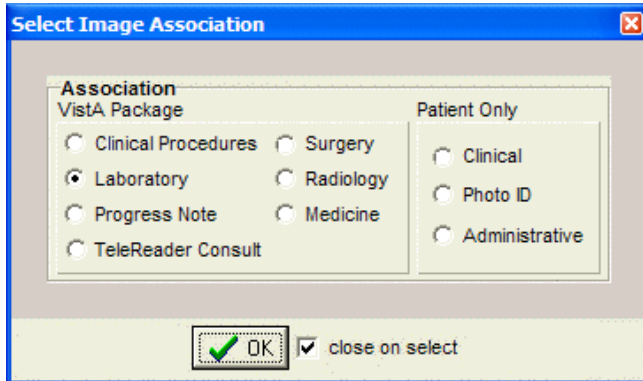 Select Image Association
Association
VistA Package
Patient Only
Clinical Procedures
Surgery
Laboratory
Radiology
Progress Note
Medicine
TeleReader Consult
Clinical
Photo ID
Administrative
OK
close on select